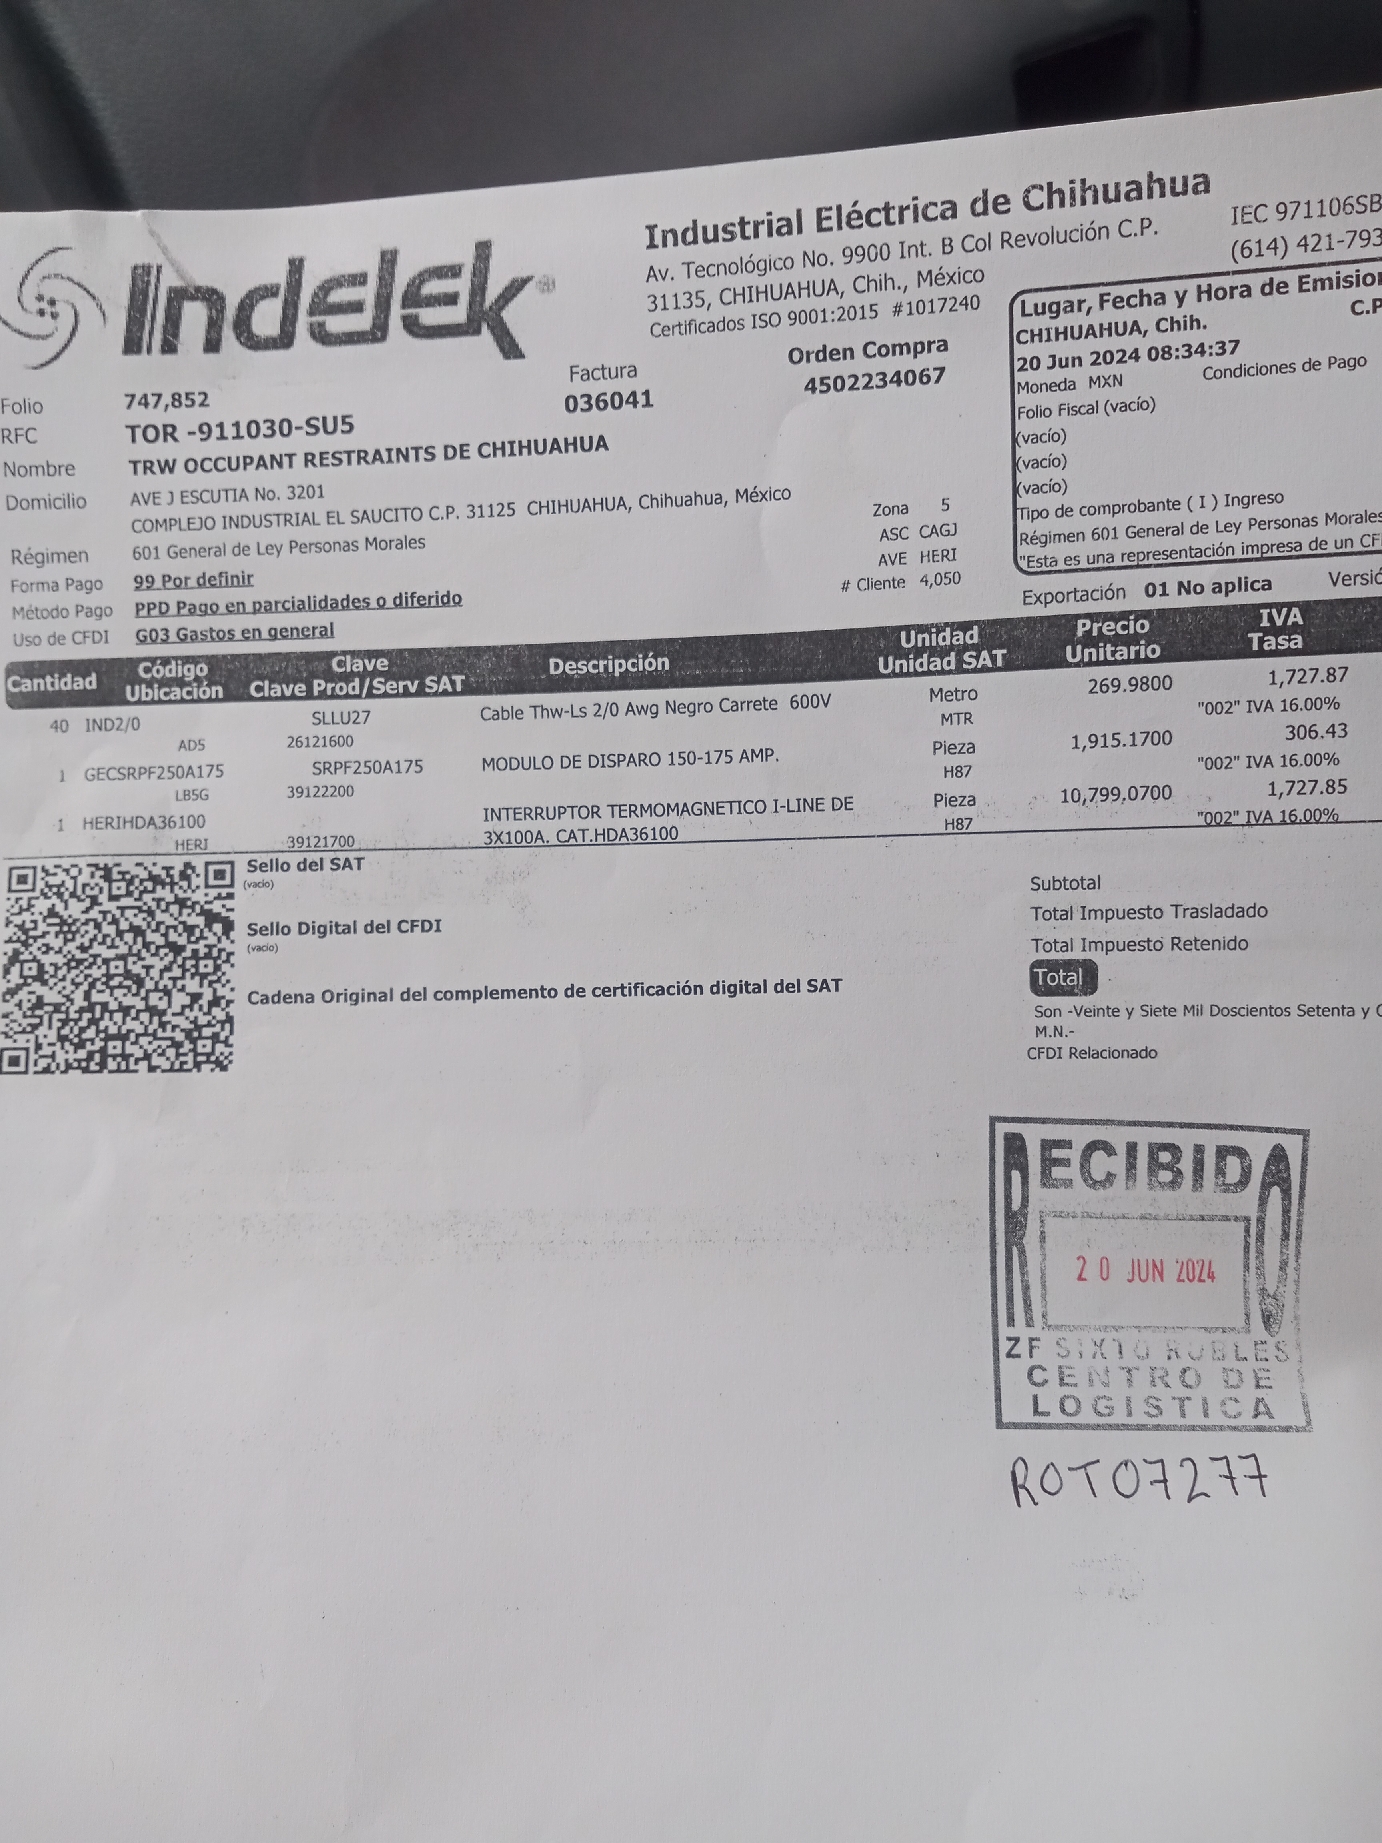 Indelek
Industrial Eléctrica de Chihuahua
Av. Tecnológico No. 9900 Int. B Col Revolución C.P.
31135, CHIHUAHUA, Chih., México
Certificados ISO 9001:2015 #1017240
IEC 971106SB
(614) 421-793
Lugar, Fecha y Hora de Emisio
C.P
CHIHUAHUA, Chih.
20 Jun 2024 08:34:37
Moneda MXN Condiciones de Pago
Folio Fiscal (vacío)
(vacío)
(vacío)
(vacío)
Tipo de comprobante ( I ) Ingreso
Régimen 601 General de Ley Personas Morales
"Esta es una representación impresa de un CF
Exportación 01 No aplica Versió
Factura
036041
Orden Compra
4502234067
Folio 747,852
RFC TOR -911030-SU5
Nombre TRW OCCUPANT RESTRAINTS DE CHIHUAHUA
Domicilio AVE J ESCUTIA No. 3201
COMPLEJO INDUSTRIAL EL SAUCITO C.P. 31125 CHIHUAHUA, Chihuahua, México
Régimen 601 General de Ley Personas Morales
Forma Pago 99 Por definir
Método Pago PPD Pago en parcialidades o diferido
Uso de CFDI G03 Gastos en general
Zona 5
ASC CAGJ
AVE HERI
# Cliente 4,050
Cantidad Código Ubicación Clave Clave Prod/Serv SAT Descripción Unidad Unidad SAT Precio Unitario IVA Tasa
40 IND2/0 SLLU27 Cable Thw-Ls 2/0 Awg Negro Carrete 600V Metro 269.9800 1,727.87
AD5 26121600 MTR "002" IVA 16.00%
1 GECSRPF250A175 SRPF250A175 MODULO DE DISPARO 150-175 AMP. Pieza 1,915.1700 306.43
LB5G 39122200 H87 "002" IVA 16.00%
1 HERIHDA36100 INTERRUPTOR TERMOMAGNETICO I-LINE DE Pieza 10,799.0700 1,727.85
HERI 39121700 3X100A. CAT.HDA36100 H87 "002" IVA 16.00%
Sello del SAT
(vacío)
Sello Digital del CFDI
(vacío)
Cadena Original del complemento de certificación digital del SAT
Subtotal
Total Impuesto Trasladado
Total Impuesto Retenido
Total
Son -Veinte y Siete Mil Doscientos Setenta y
M.N.-
CFDI Relacionado
RECIBIDO
20 JUN 2024
ZF SIXTO ROBLES
CENTRO DE
LOGISTICA
ROT07277